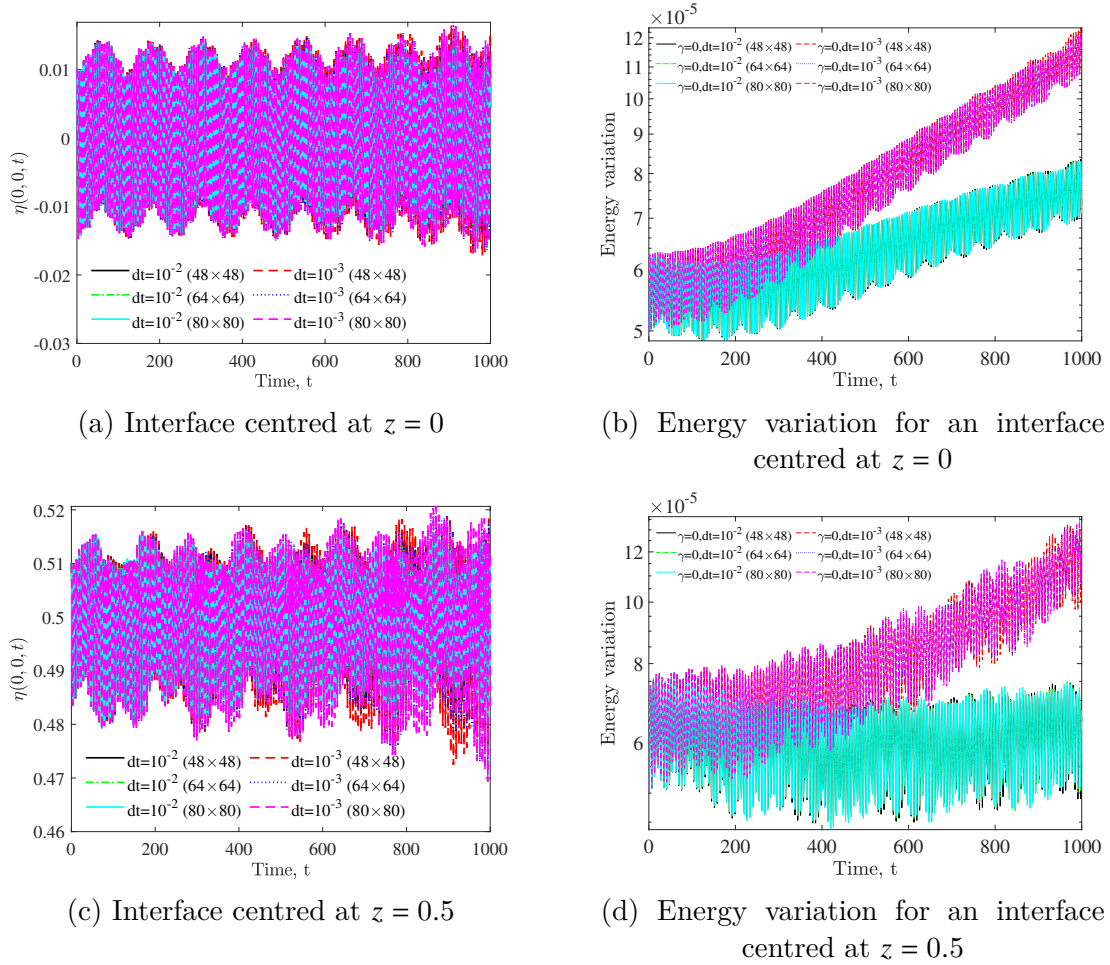 0.01
0
-0.01
-0.02
-0.03
η(0, 0, t)
dt=10⁻² (48×48) dt=10⁻³ (48×48)
dt=10⁻² (64×64) dt=10⁻³ (64×64)
dt=10⁻² (80×80) dt=10⁻³ (80×80)
0 200 400 600 800 1000
Time, t
(a) Interface centred at z = 0
×10⁻⁵
12
11
10
9
8
7
6
5
Energy variation
γ=0,dt=10⁻² (48×48) γ=0,dt=10⁻³ (48×48)
γ=0,dt=10⁻² (64×64) γ=0,dt=10⁻³ (64×64)
γ=0,dt=10⁻² (80×80) γ=0,dt=10⁻³ (80×80)
0 200 400 600 800 1000
Time, t
(b) Energy variation for an interface
centred at z = 0
0.52
0.51
0.5
0.49
0.48
0.47
0.46
η(0, 0, t)
dt=10⁻² (48×48) dt=10⁻³ (48×48)
dt=10⁻² (64×64) dt=10⁻³ (64×64)
dt=10⁻² (80×80) dt=10⁻³ (80×80)
0 200 400 600 800 1000
Time, t
(c) Interface centred at z = 0.5
×10⁻⁵
12
10
8
6
Energy variation
γ=0,dt=10⁻² (48×48) γ=0,dt=10⁻³ (48×48)
γ=0,dt=10⁻² (64×64) γ=0,dt=10⁻³ (64×64)
γ=0,dt=10⁻² (80×80) γ=0,dt=10⁻³ (80×80)
0 200 400 600 800 1000
Time, t
(d) Energy variation for an interface
centred at z = 0.5